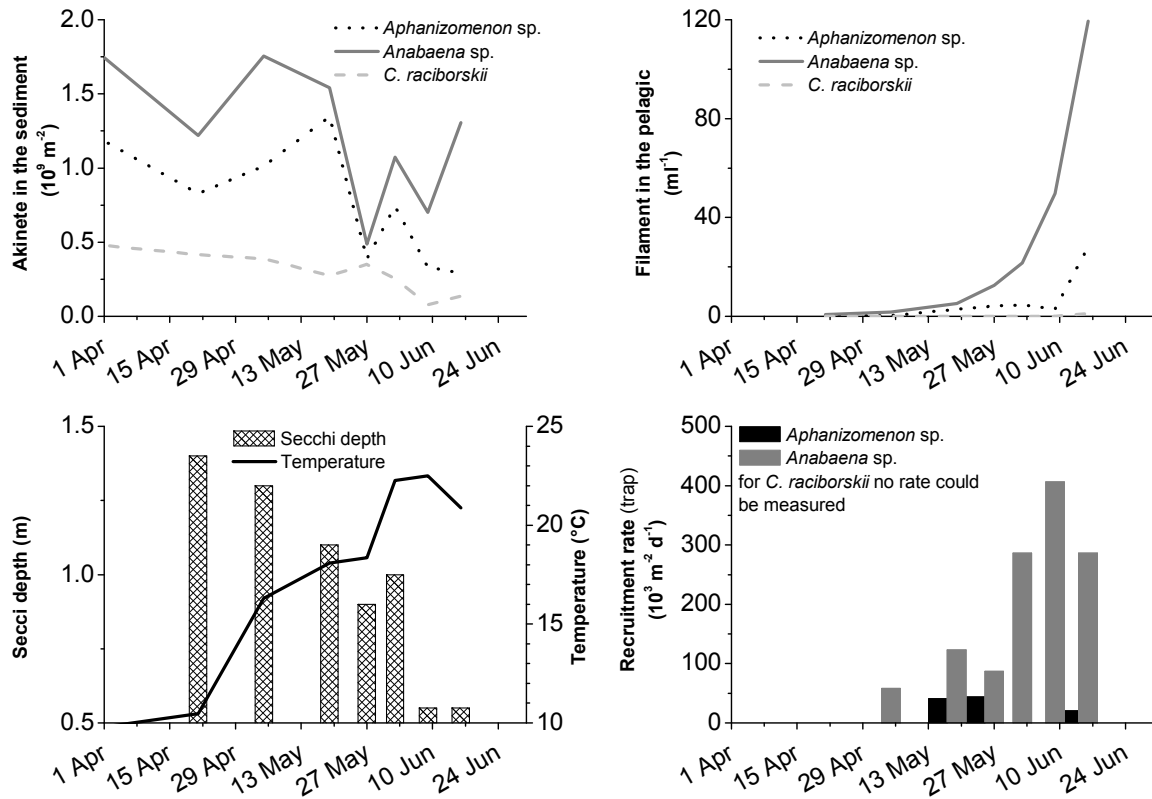 Akinete in the sediment
(10⁹ m⁻²)
2.0
1.5
1.0
0.5
0.0
Aphanizomenon sp.
Anabaena sp.
C. raciborskii
1 Apr
15 Apr
29 Apr
13 May
27 May
10 Jun
24 Jun
Filament in the pelagic
(ml⁻¹)
120
80
40
0
Aphanizomenon sp.
Anabaena sp.
C. raciborskii
1 Apr
15 Apr
29 Apr
13 May
27 May
10 Jun
24 Jun
Secci depth (m)
1.5
1.0
0.5
Secchi depth
Temperature
25
20
15
10
Temperature (°C)
1 Apr
15 Apr
29 Apr
13 May
27 May
10 Jun
24 Jun
Recruitment rate (trap)
(10³ m⁻² d⁻¹)
500
400
300
200
100
0
Aphanizomenon sp.
Anabaena sp.
for C. raciborskii no rate could
be measured
1 Apr
15 Apr
29 Apr
13 May
27 May
10 Jun
24 Jun